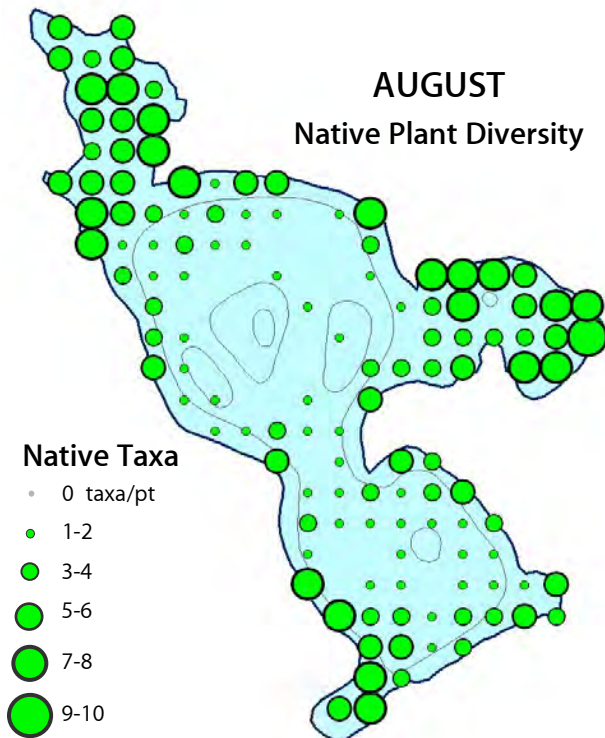 AUGUST
Native Plant Diversity
Native Taxa
0 taxa/pt
1-2
3-4
5-6
7-8
9-10